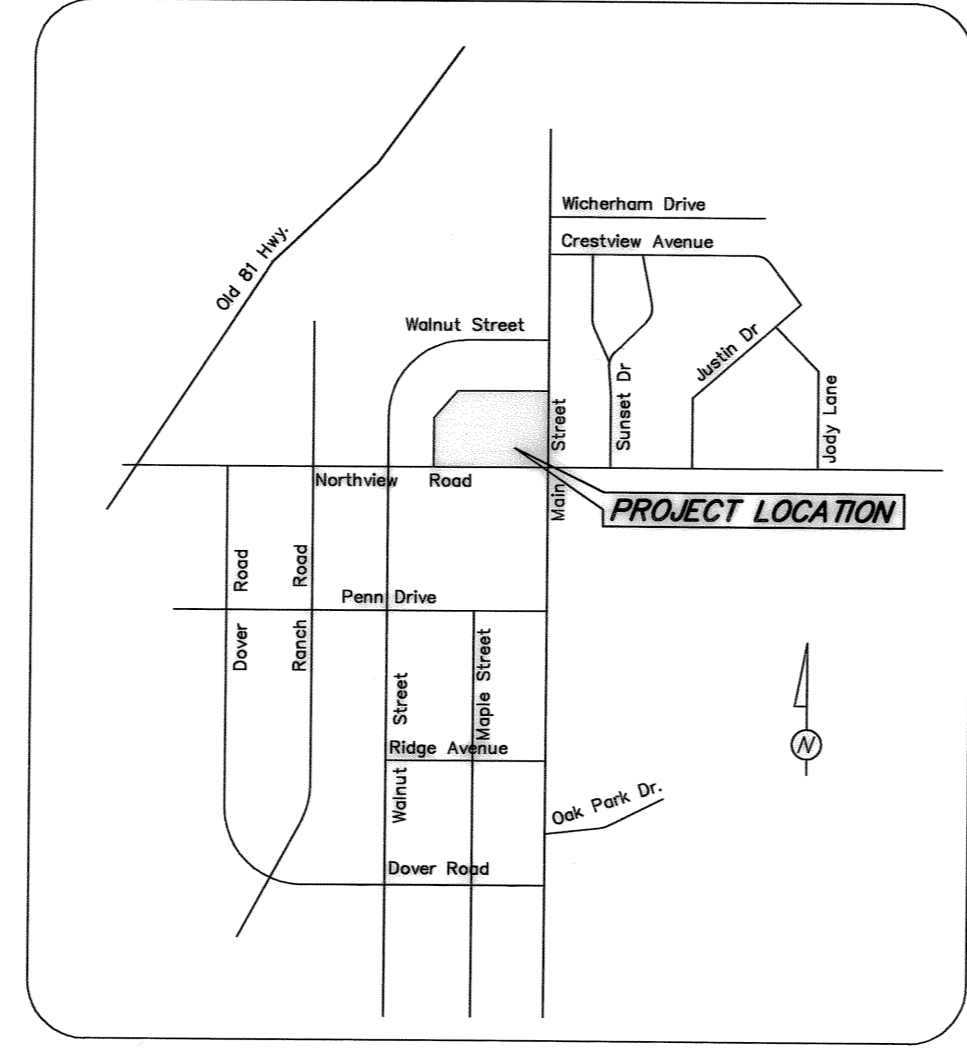 Wicherham Drive
Crestview Avenue
Old 81 Hwy.
Walnut Street
Justin Dr
Sunset Dr
Jody Lane
Main Street
Northview Road
PROJECT LOCATION
Dover Road
Ranch Road
Penn Drive
Walnut Street
Maple Street
Ridge Avenue
Oak Park Dr.
Dover Road
N